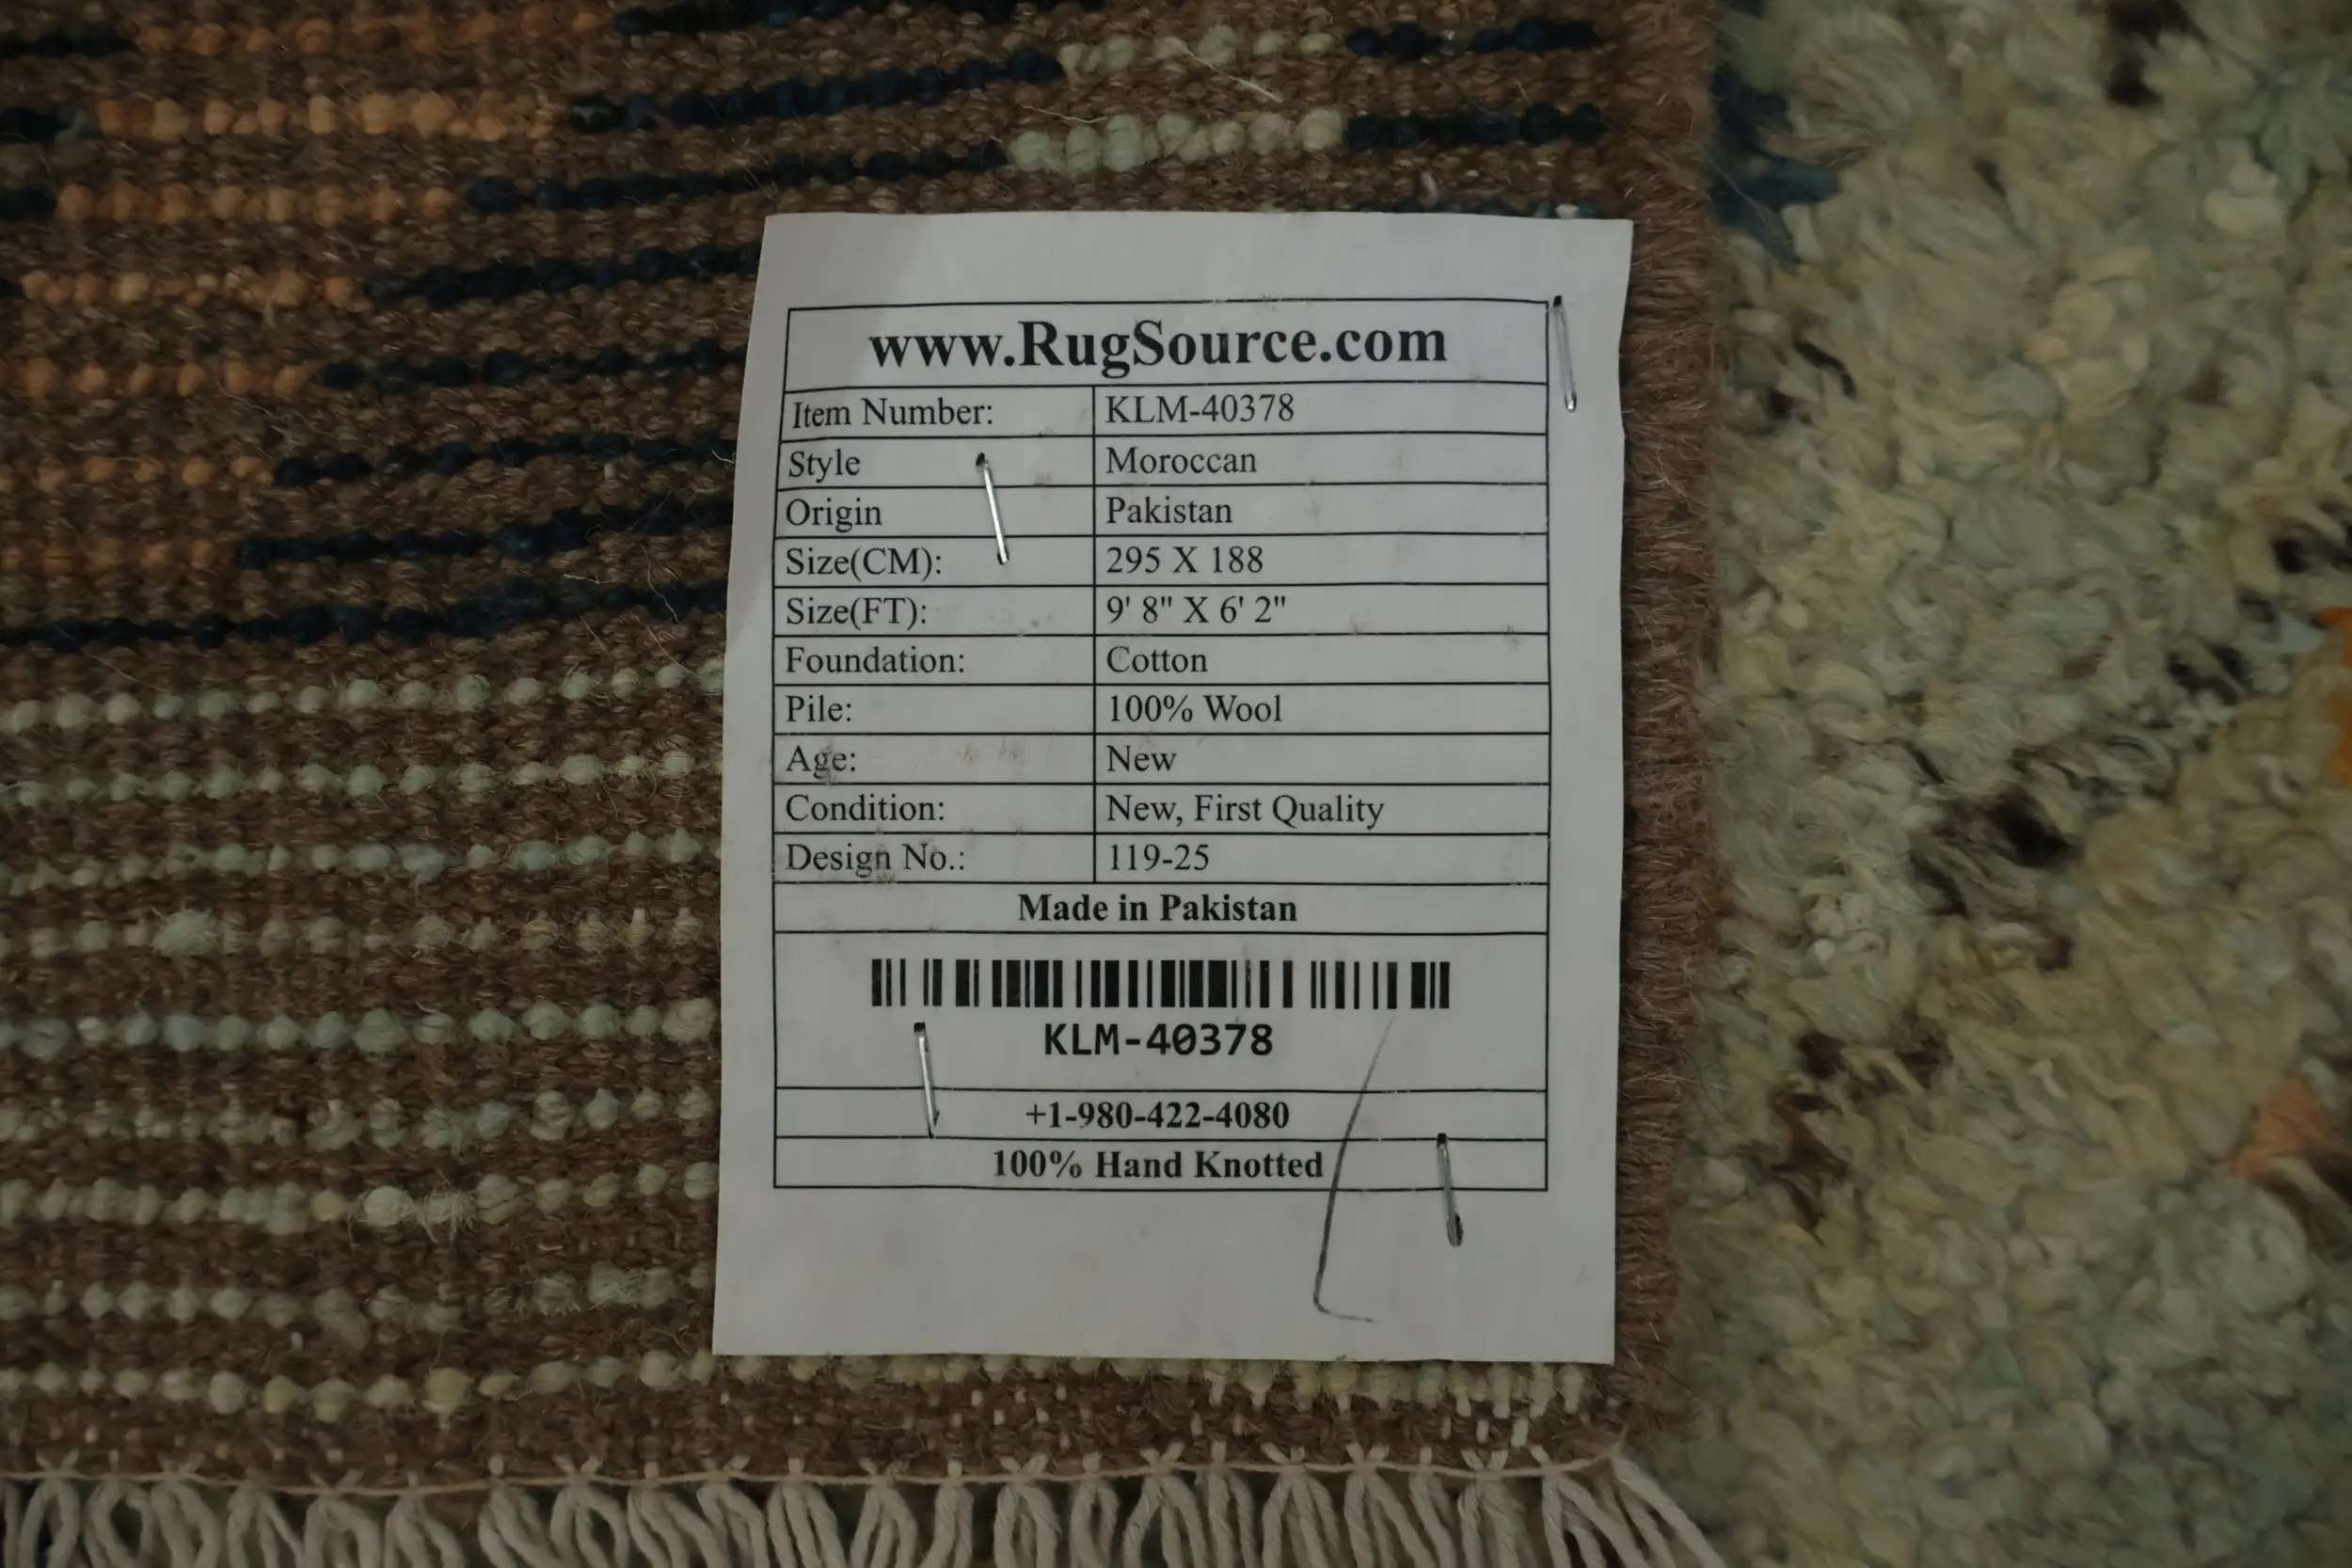 www.RugSource.com
Item Number: KLM-40378
Style Moroccan
Origin Pakistan
Size(CM): 295 X 188
Size(FT): 9' 8" X 6' 2"
Foundation: Cotton
Pile: 100% Wool
Age: New
Condition: New, First Quality
Design No.: 119-25
Made in Pakistan
KLM-40378
+1-980-422-4080
100% Hand Knotted